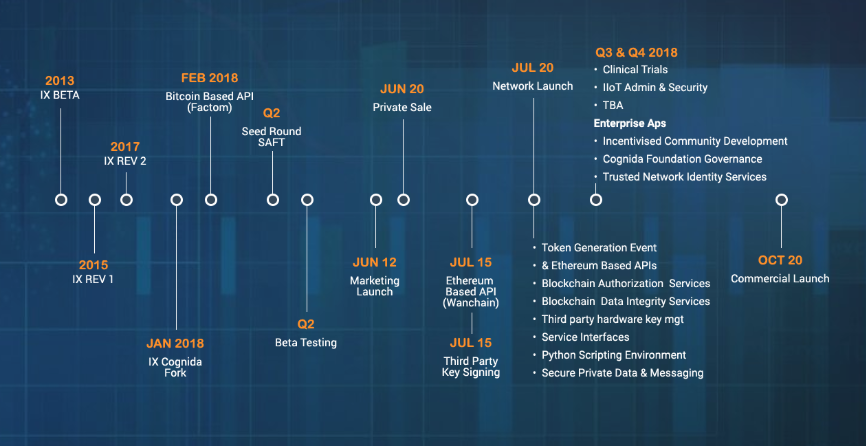 2013
IX BETA
2015
IX REV 1
2017
IX REV 2
JAN 2018
IX Cognida
Fork
FEB 2018
Bitcoin Based API
(Factom)
Q2
Seed Round
SAFT
Q2
Beta Testing
JUN 12
Marketing
Launch
JUN 20
Private Sale
JUL 15
Ethereum
Based API
(Wanchain)
JUL 15
Third Party
Key Signing
JUL 20
Network Launch
• Token Generation Event
• & Ethereum Based APIs
• Blockchain Authorization Services
• Blockchain Data Integrity Services
• Third party hardware key mgt
• Service Interfaces
• Python Scripting Environment
• Secure Private Data & Messaging
Q3 & Q4 2018
• Clinical Trials
• IIoT Admin & Security
• TBA
Enterprise Aps
• Incentivised Community Development
• Cognida Foundation Governance
• Trusted Network Identity Services
OCT 20
Commercial Launch